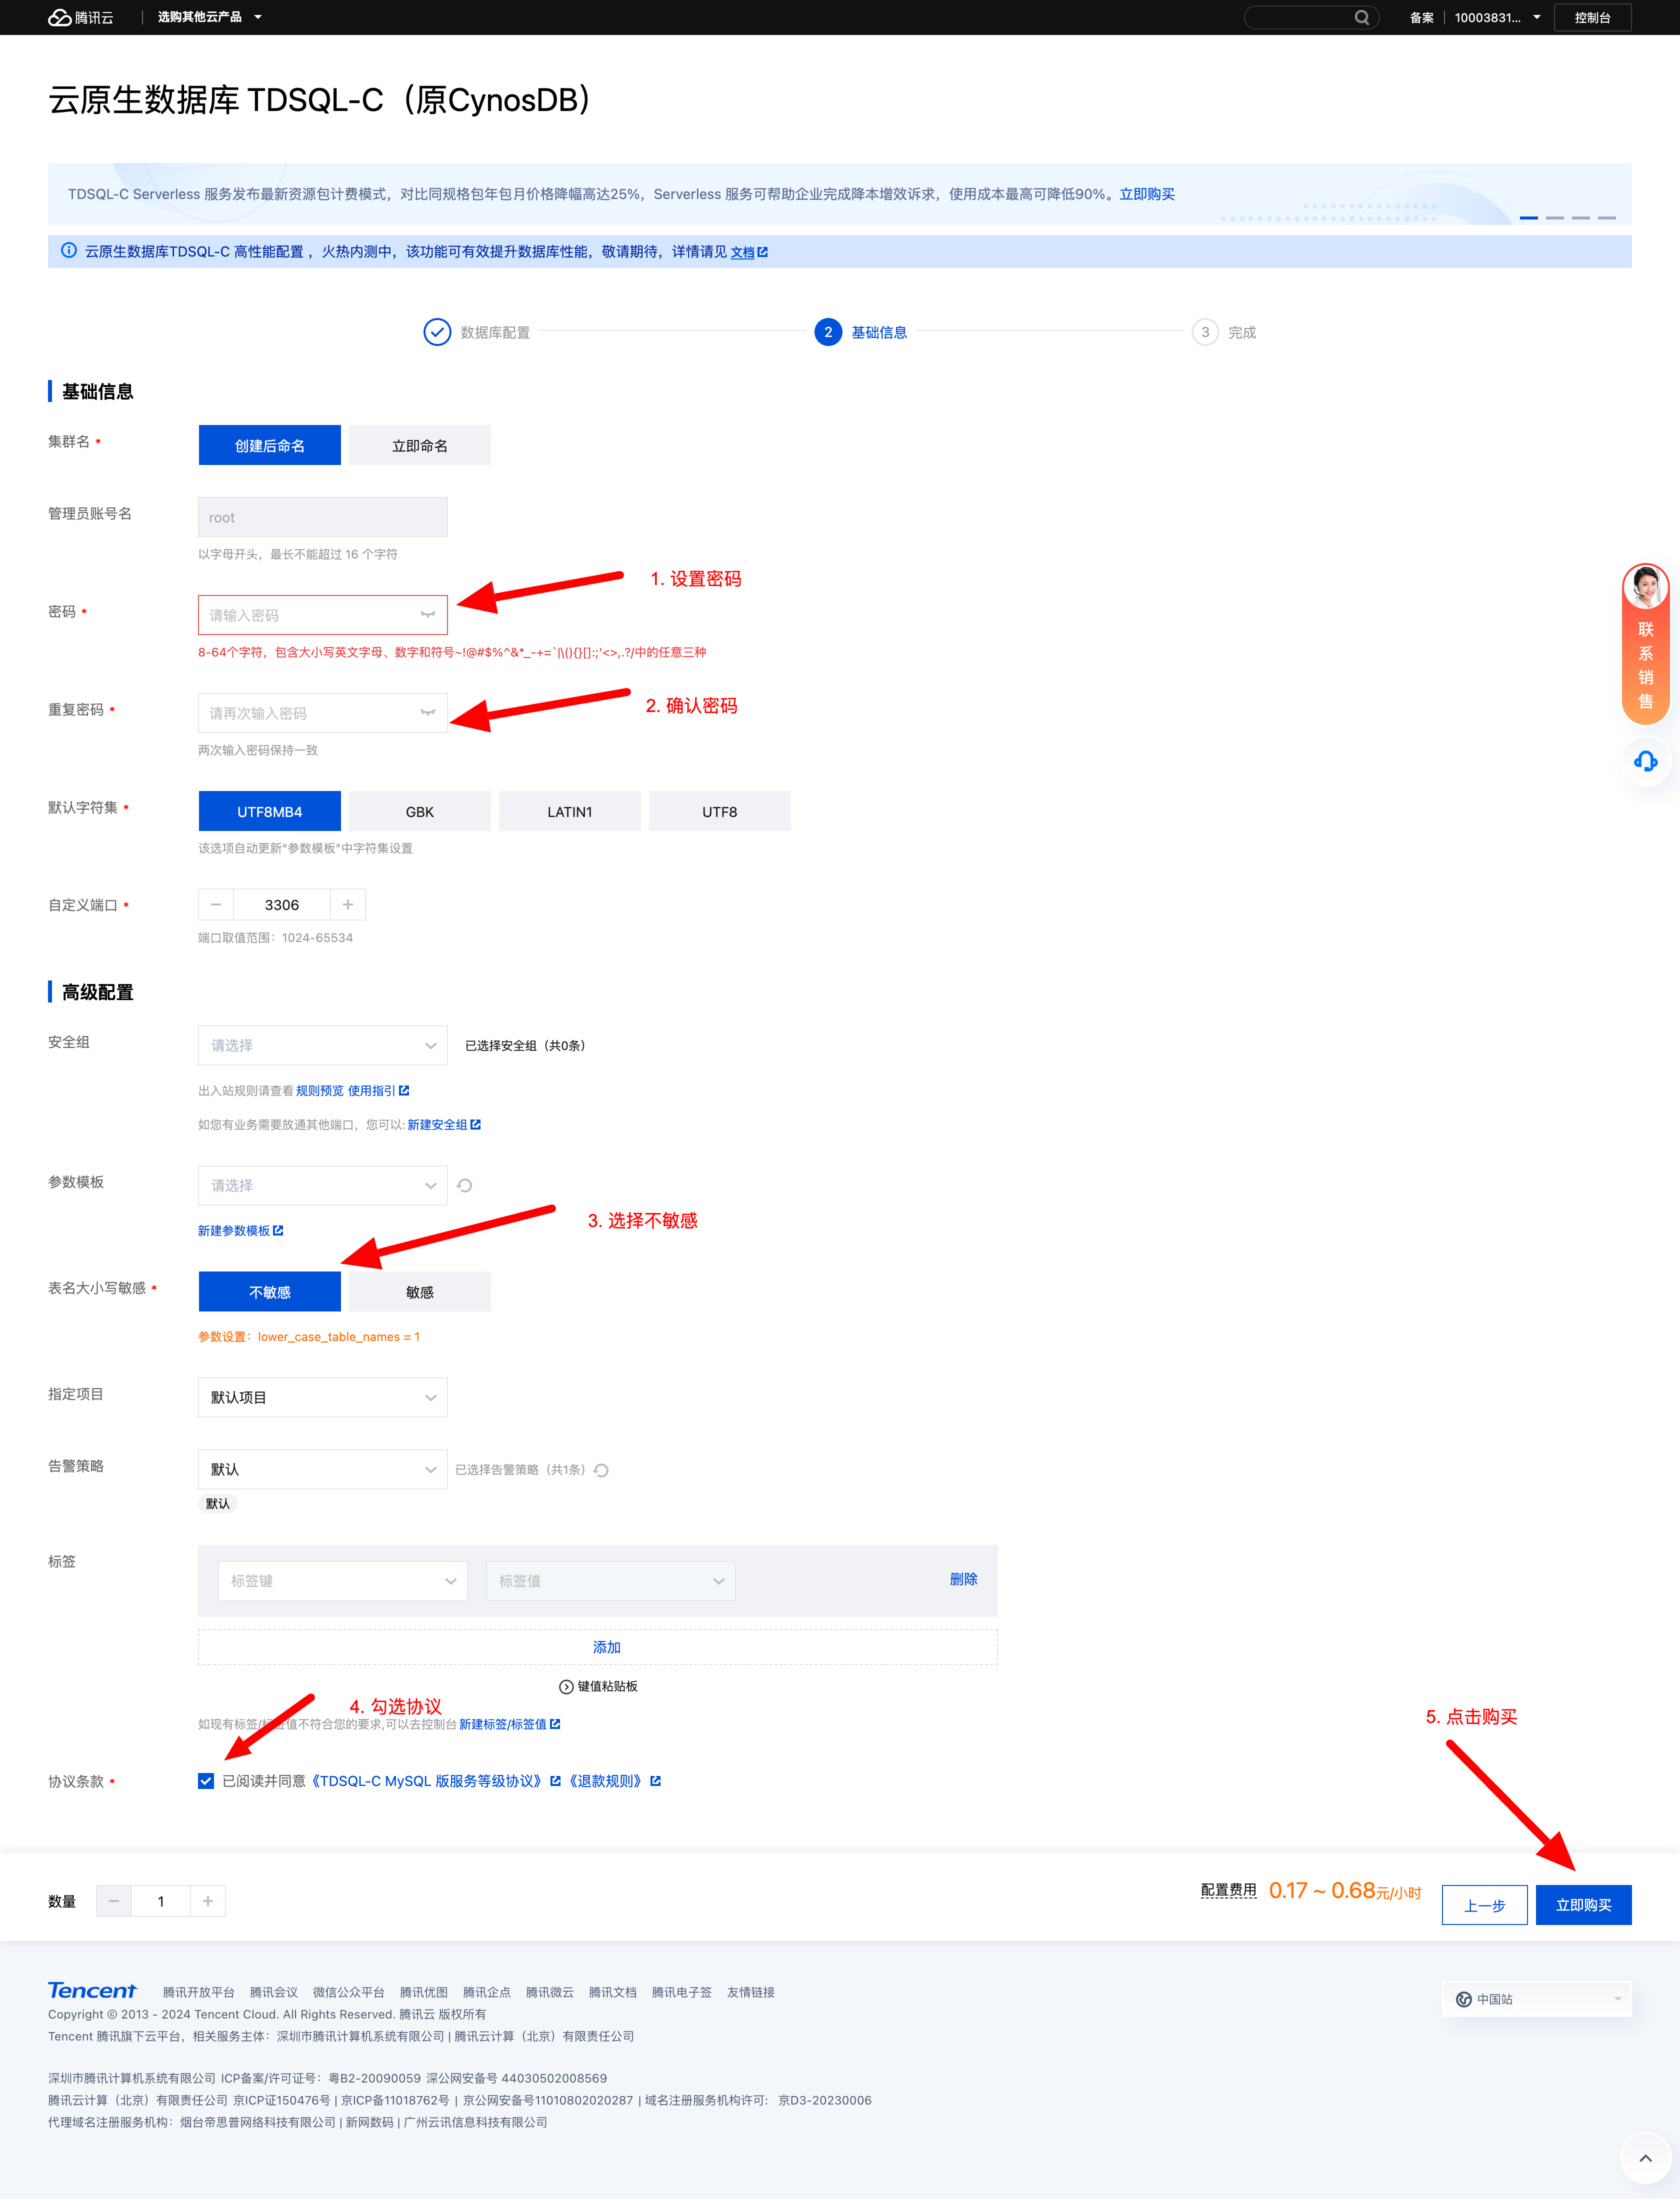 腾讯云 选购其他云产品 备案 10003831... 控制台
云原生数据库 TDSQL-C（原CynosDB）
TDSQL-C Serverless 服务发布最新资源包计费模式，对比同规格包年包月价格降幅高达25%，Serverless 服务可帮助企业完成降本增效诉求，使用成本最高可降低90%。立即购买
云原生数据库TDSQL-C 高性能配置 ，火热内测中，该功能可有效提升数据库性能，敬请期待，详情请见 文档
数据库配置 2 基础信息 3 完成
基础信息
集群名 * 创建后命名 立即命名
管理员账号名 root
以字母开头，最长不能超过 16 个字符
1. 设置密码
密码 * 请输入密码
8-64个字符，包含大小写英文字母、数字和符号~!@#$%^&*_-+=`|\(){}[]:;'<>,.?/中的任意三种
2. 确认密码
重复密码 * 请再次输入密码
两次输入密码保持一致
联
系
销
售
默认字符集 * UTF8MB4 GBK LATIN1 UTF8
该选项自动更新“参数模板”中字符集设置
自定义端口 * − 3306 +
端口取值范围：1024-65534
高级配置
安全组 请选择 已选择安全组（共0条）
出入站规则请查看 规则预览 使用指引
如您有业务需要放通其他端口，您可以: 新建安全组
参数模板 请选择
新建参数模板
3. 选择不敏感
表名大小写敏感 * 不敏感 敏感
参数设置：lower_case_table_names = 1
指定项目 默认项目
告警策略 默认 已选择告警策略（共1条）
默认
标签 标签键 标签值 删除
添加
键值粘贴板
4. 勾选协议
如现有标签/标签值不符合您的要求,可以去控制台 新建标签/标签值
协议条款 * 已阅读并同意《TDSQL-C MySQL 版服务等级协议》 《退款规则》
5. 点击购买
数量 − 1 + 配置费用 0.17 ~ 0.68元/小时 上一步 立即购买
Tencent 腾讯开放平台 腾讯会议 微信公众平台 腾讯优图 腾讯企点 腾讯微云 腾讯文档 腾讯电子签 友情链接
中国站
Copyright © 2013 - 2024 Tencent Cloud. All Rights Reserved. 腾讯云 版权所有
Tencent 腾讯旗下云平台，相关服务主体：深圳市腾讯计算机系统有限公司 | 腾讯云计算（北京）有限责任公司
深圳市腾讯计算机系统有限公司 ICP备案/许可证号：粤B2-20090059 深公网安备号 44030502008569
腾讯云计算（北京）有限责任公司 京ICP证150476号 | 京ICP备11018762号 | 京公网安备号11010802020287 | 域名注册服务机构许可： 京D3-20230006
代理域名注册服务机构：烟台帝思普网络科技有限公司 | 新网数码 | 广州云讯信息科技有限公司